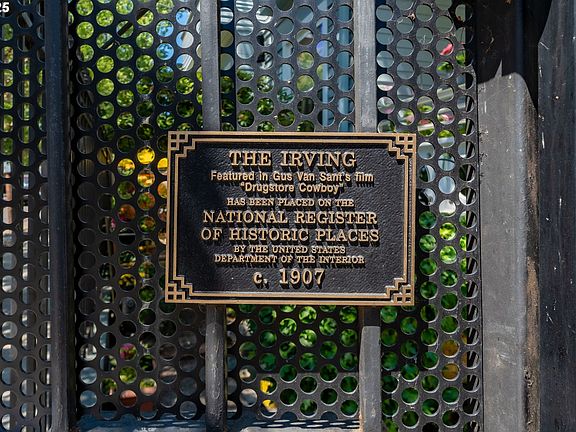 25
THE IRVING
Featured in Gus Van Sant's film
"Drugstore Cowboy"
HAS BEEN PLACED ON THE
NATIONAL REGISTER
OF HISTORIC PLACES
BY THE UNITED STATES
DEPARTMENT OF THE INTERIOR
c. 1907